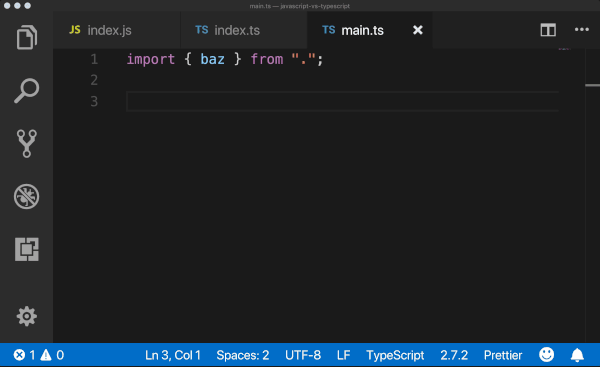 main.ts — javascript-vs-typescript
JS index.js TS index.ts TS main.ts
1 import { baz } from ".";
2
3
1 0 Ln 3, Col 1 Spaces: 2 UTF-8 LF TypeScript 2.7.2 Prettier